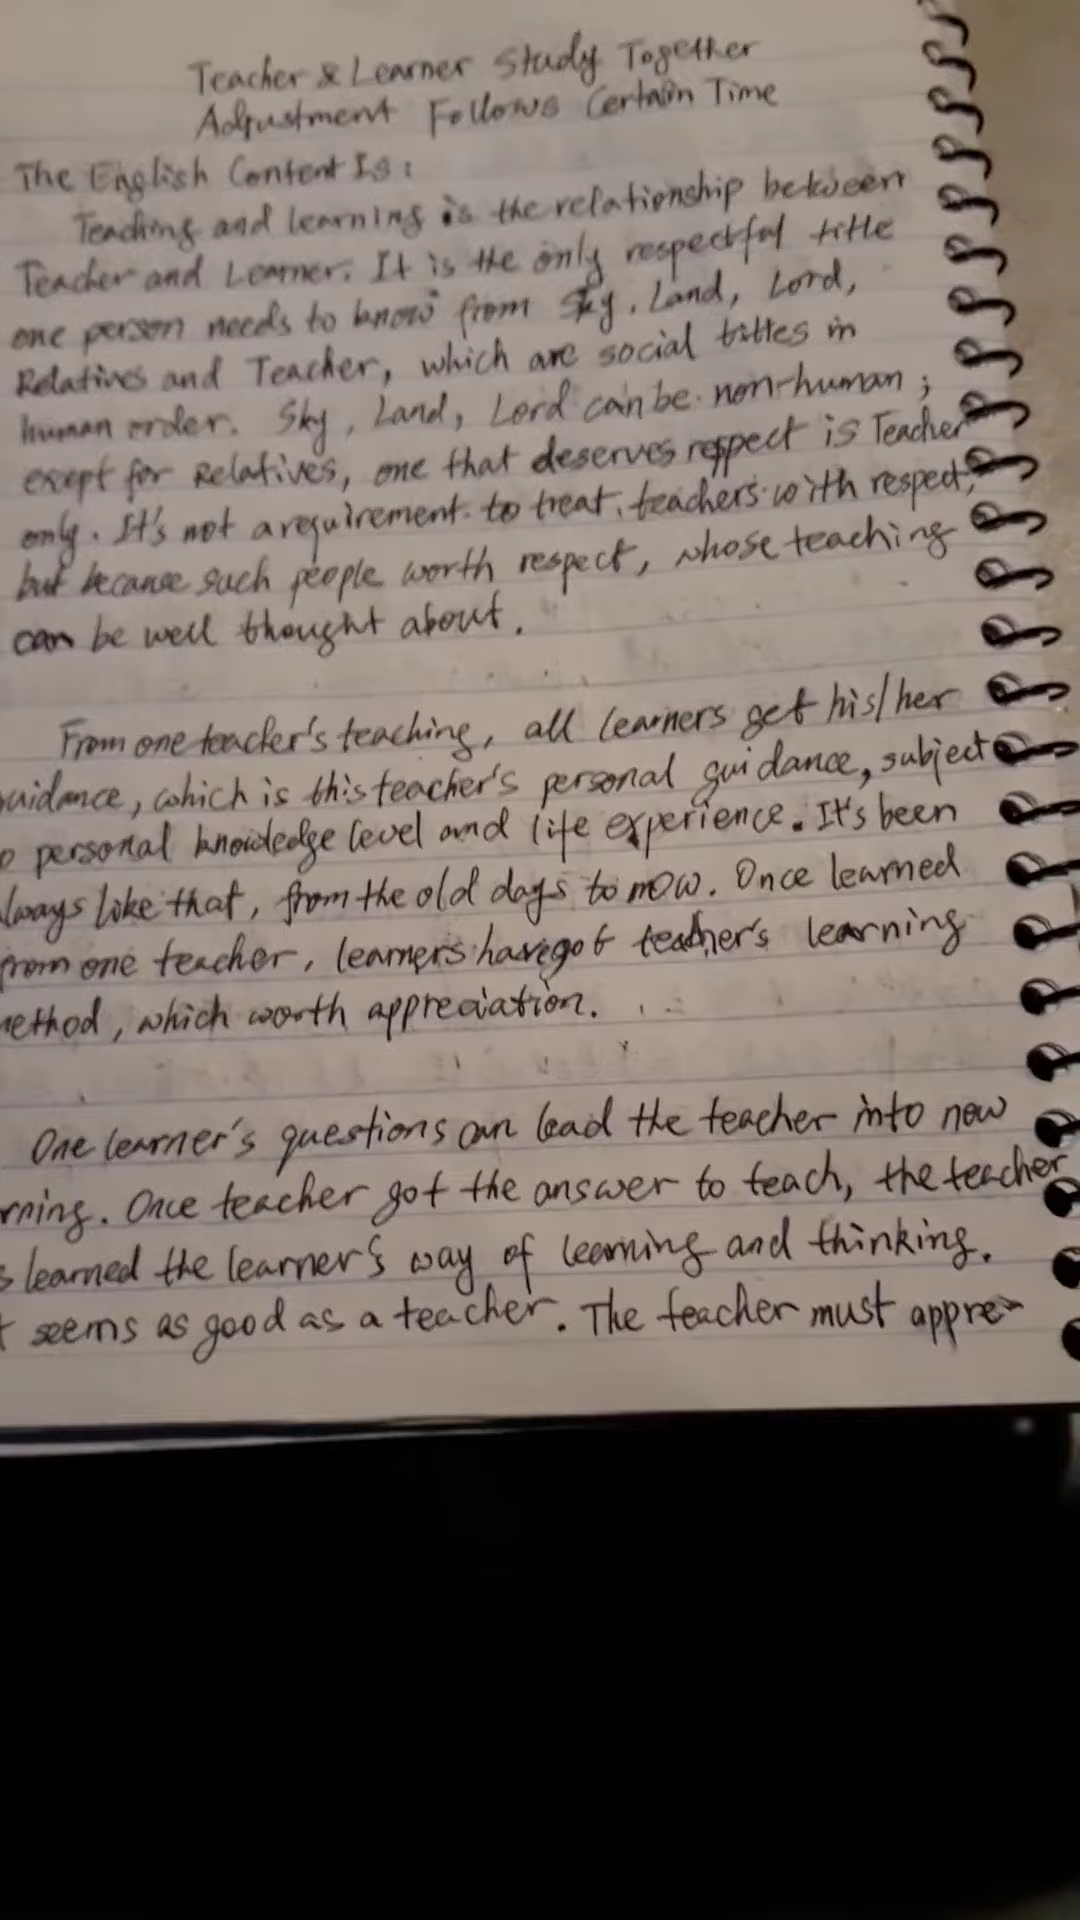 Teacher & Learner Study Together
Adjustment Follows Certain Time
The English Content Is:
Teaching and learning is the relationship between
Teacher and Learner. It is the only respectful title
one person needs to know from Sky, Land, Lord,
Relatives and Teacher, which are social titles in
human order. Sky, Land, Lord can be non-human;
except for Relatives, one that deserves respect is Teacher
only. It's not a requirement to treat teachers with respect,
but because such people worth respect, whose teaching
can be well thought about.
From one teacher's teaching, all learners get his/her
uidance, which is this teacher's personal guidance, subject
o personal knowledge level and life experience. It's been
lways like that, from the old days to now. Once learned
from one teacher, learners have got teacher's learning
ethod, which worth appreciation.
One learner's questions can lead the teacher into new
rning. Once teacher got the answer to teach, the teacher
s learned the learner's way of learning and thinking.
t seems as good as a teacher. The teacher must appre-